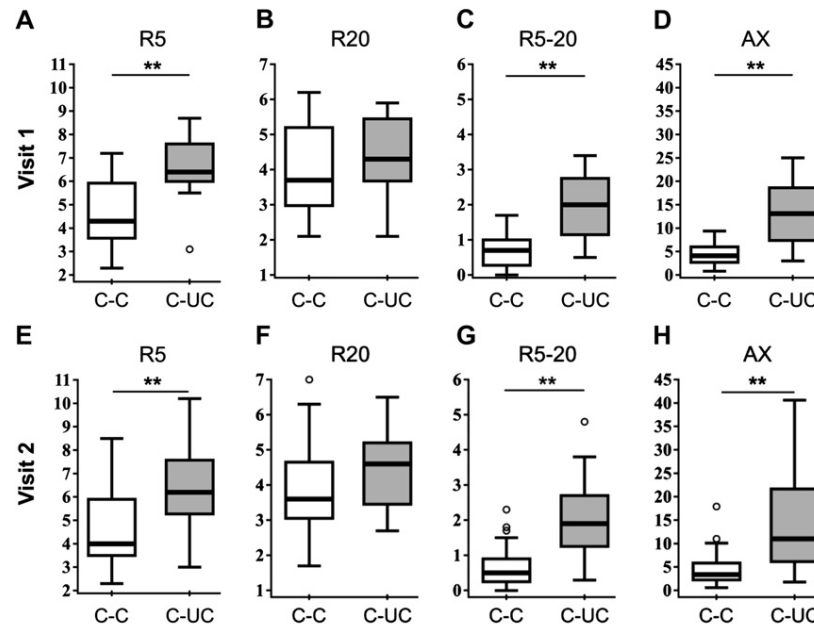 A
R5
B
R20
C
R5-20
D
AX
Visit 1
11
10
9
8
7
6
5
4
3
2
**
C-C
C-UC
7
6
5
4
3
2
1
C-C
C-UC
6
5
4
3
2
1
0
**
C-C
C-UC
45
40
35
30
25
20
15
10
5
0
**
C-C
C-UC
E
R5
F
R20
G
R5-20
H
AX
Visit 2
11
10
9
8
7
6
5
4
3
2
**
C-C
C-UC
7
6
5
4
3
2
1
C-C
C-UC
6
5
4
3
2
1
0
**
C-C
C-UC
45
40
35
30
25
20
15
10
5
0
**
C-C
C-UC